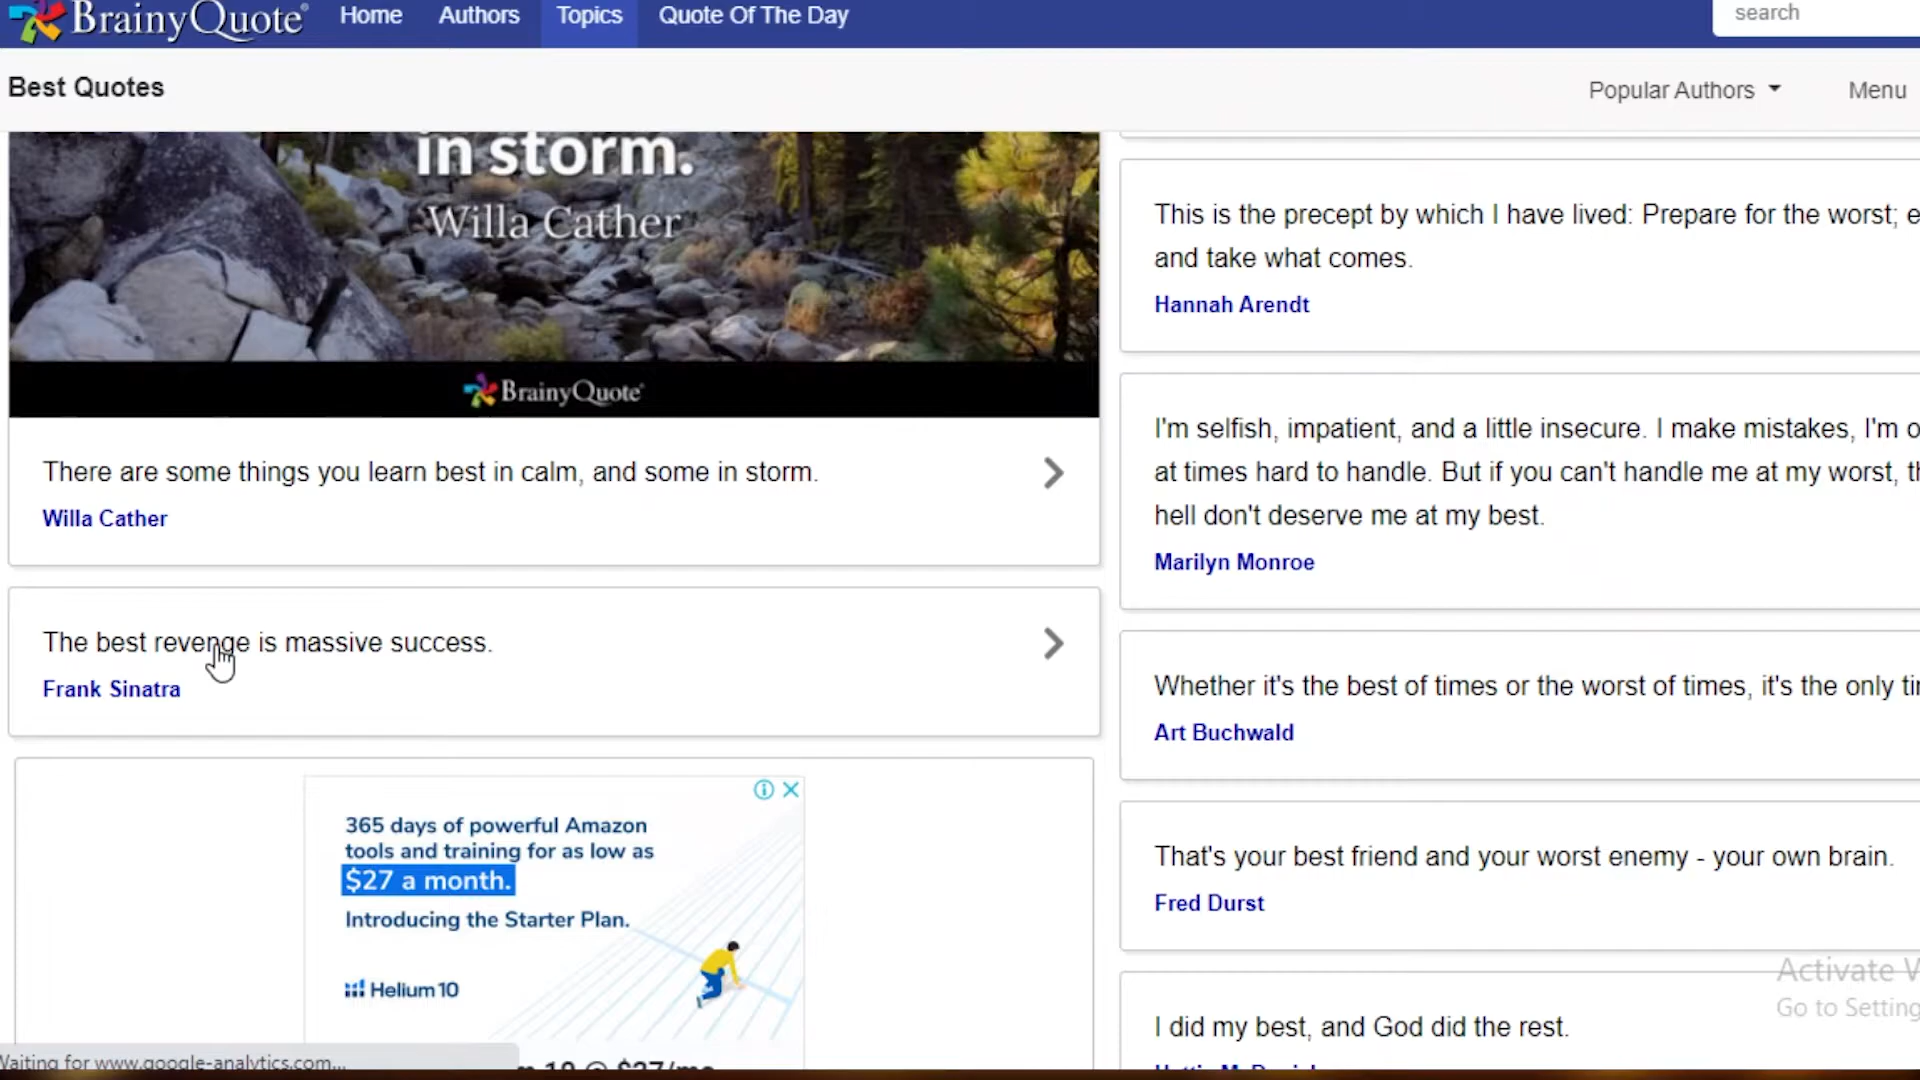 BrainyQuote®
Home
Authors
Topics
Quote Of The Day
search
Best Quotes
Popular Authors
Menu
in storm.
Willa Cather
BrainyQuote®
There are some things you learn best in calm, and some in storm.
Willa Cather
The best revenge is massive success.
Frank Sinatra
365 days of powerful Amazon
tools and training for as low as
$27 a month.
Introducing the Starter Plan.
Helium 10
10 @ $27/mo
Waiting for www.google-analytics.com...
This is the precept by which I have lived: Prepare for the worst;
and take what comes.
Hannah Arendt
I'm selfish, impatient, and a little insecure. I make mistakes, I'm
at times hard to handle. But if you can't handle me at my worst,
hell don't deserve me at my best.
Marilyn Monroe
Whether it's the best of times or the worst of times, it's the only
Art Buchwald
That's your best friend and your worst enemy - your own brain.
Fred Durst
I did my best, and God did the rest.
Activate
Go to Setting